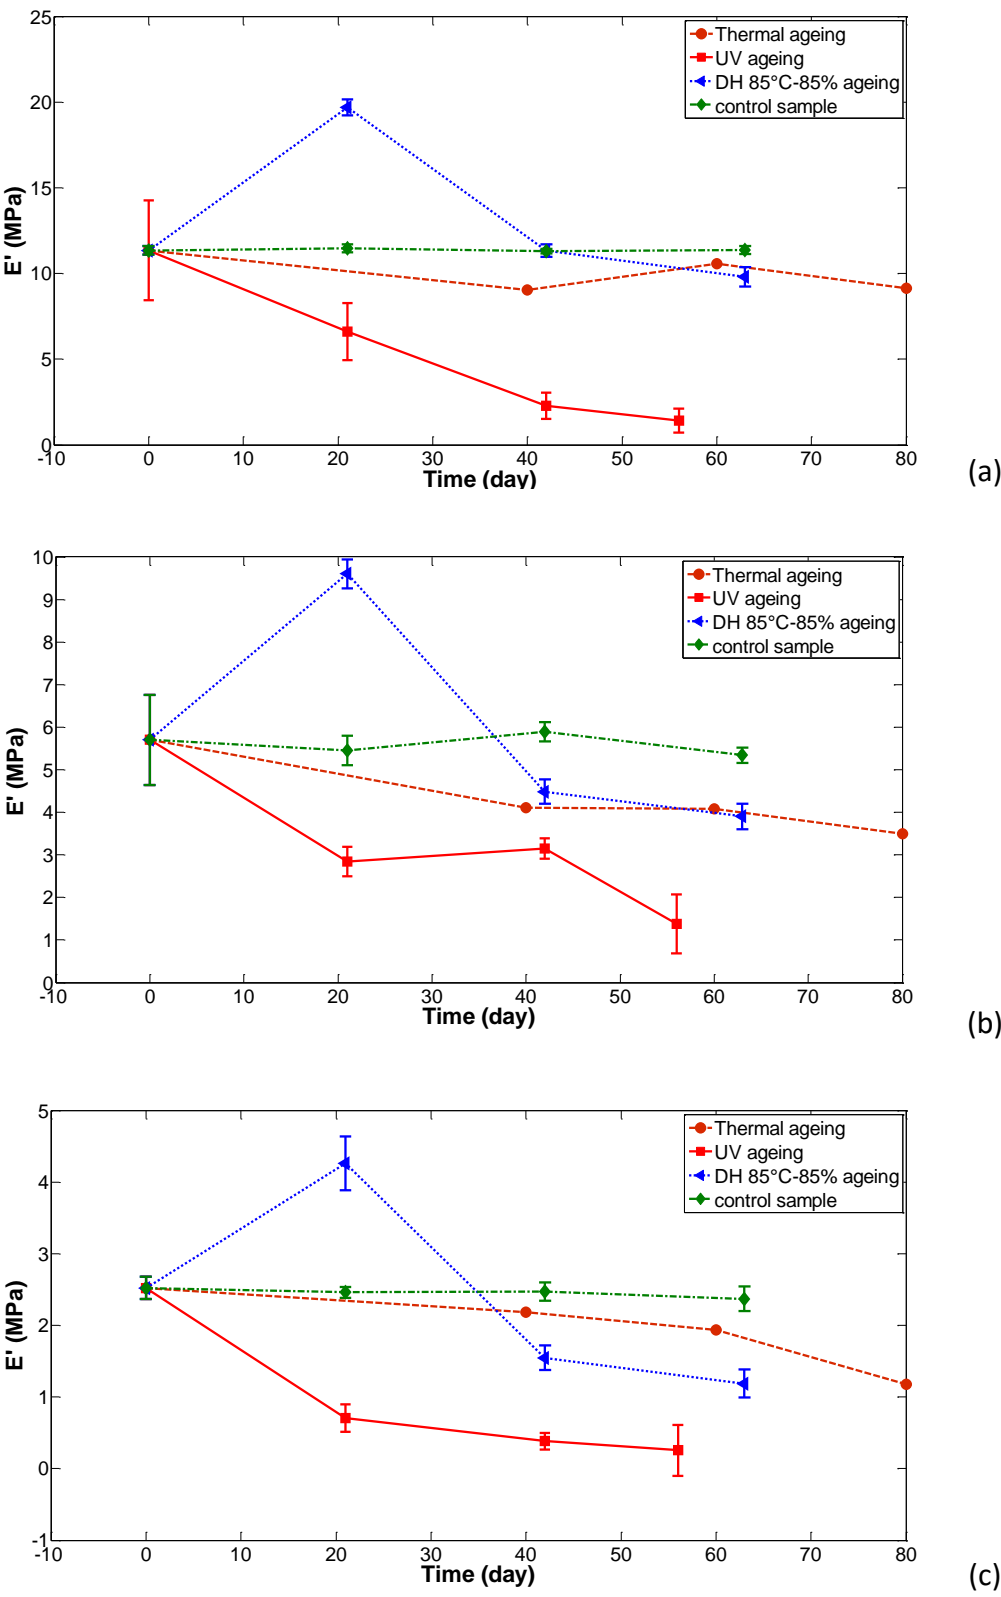 25
20
15
10
5
0
E' (MPa)
-10 0 10 20 30 40 50 60 70 80
Time (day)
Thermal ageing
UV ageing
DH 85°C-85% ageing
control sample
(a)
10
9
8
7
6
5
4
3
2
1
0
E' (MPa)
-10 0 10 20 30 40 50 60 70 80
Time (day)
Thermal ageing
UV ageing
DH 85°C-85% ageing
control sample
(b)
5
4
3
2
1
0
-1
E' (MPa)
-10 0 10 20 30 40 50 60 70 80
Time (day)
Thermal ageing
UV ageing
DH 85°C-85% ageing
control sample
(c)